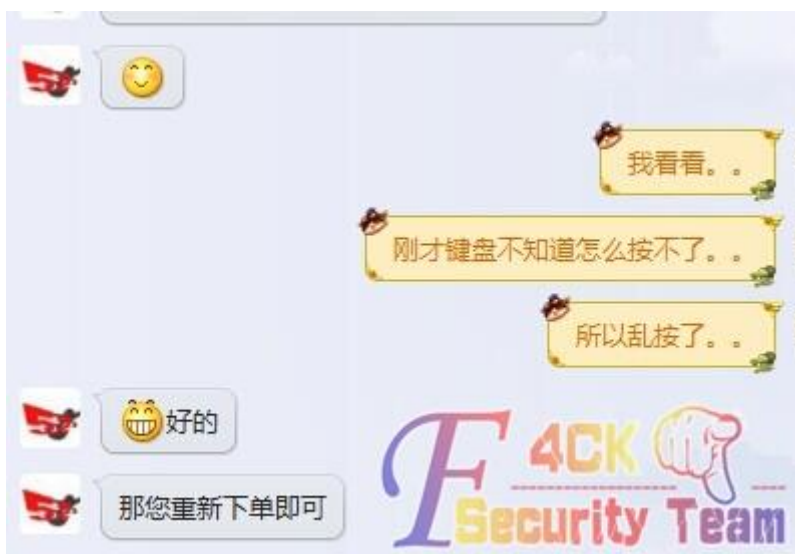 我看看。。
刚才键盘不知道怎么按不了。。
所以乱按了。。
好的
那您重新下单即可
F4CK
Security Team